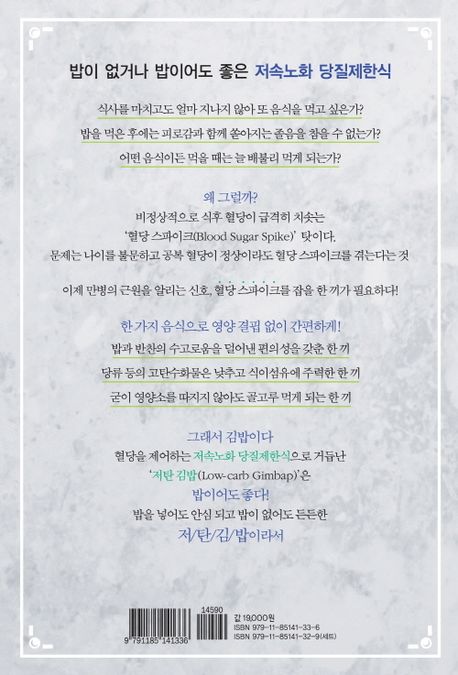 밥이 없거나 밥이어도 좋은 저속노화 당질제한식
식사를 마치고도 얼마 지나지 않아 또 음식을 먹고 싶은가?
밥을 먹은 후에는 피로감과 함께 쏟아지는 졸음을 참을 수 없는가?
어떤 음식이든 먹을 때는 늘 배불리 먹게 되는가?
왜 그럴까?
비정상적으로 식후 혈당이 급격히 치솟는
‘혈당 스파이크(Blood Sugar Spike)’ 탓이다.
문제는 나이를 불문하고 공복 혈당이 정상이라도 혈당 스파이크를 겪는다는 것
이제 만병의 근원을 알리는 신호, 혈당 스파이크를 잡을 한 끼가 필요하다!
한 가지 음식으로 영양 결핍 없이 간편하게!
밥과 반찬의 수고로움을 덜어낸 편의성을 갖춘 한 끼
당류 등의 고탄수화물은 낮추고 식이섬유에 주력한 한 끼
굳이 영양소를 따지지 않아도 골고루 먹게 되는 한 끼
그래서 김밥이다
혈당을 제어하는 저속노화 당질제한식으로 거듭난
‘저탄 김밥(Low-carb Gimbap)’은
밥이어도 좋다!
밥을 넣어도 안심 되고 밥이 없어도 든든한
저/탄/김/밥이라서
14590
9 791185 141336
값 19,000원
ISBN 979-11-85141-33-6
ISBN 979-11-85141-32-9(세트)